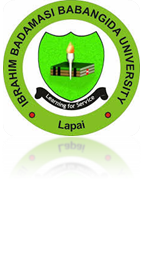 IBRAHIM BADAMASI BABANGIDA UNIVERSITY
Learning for Service
Lapai